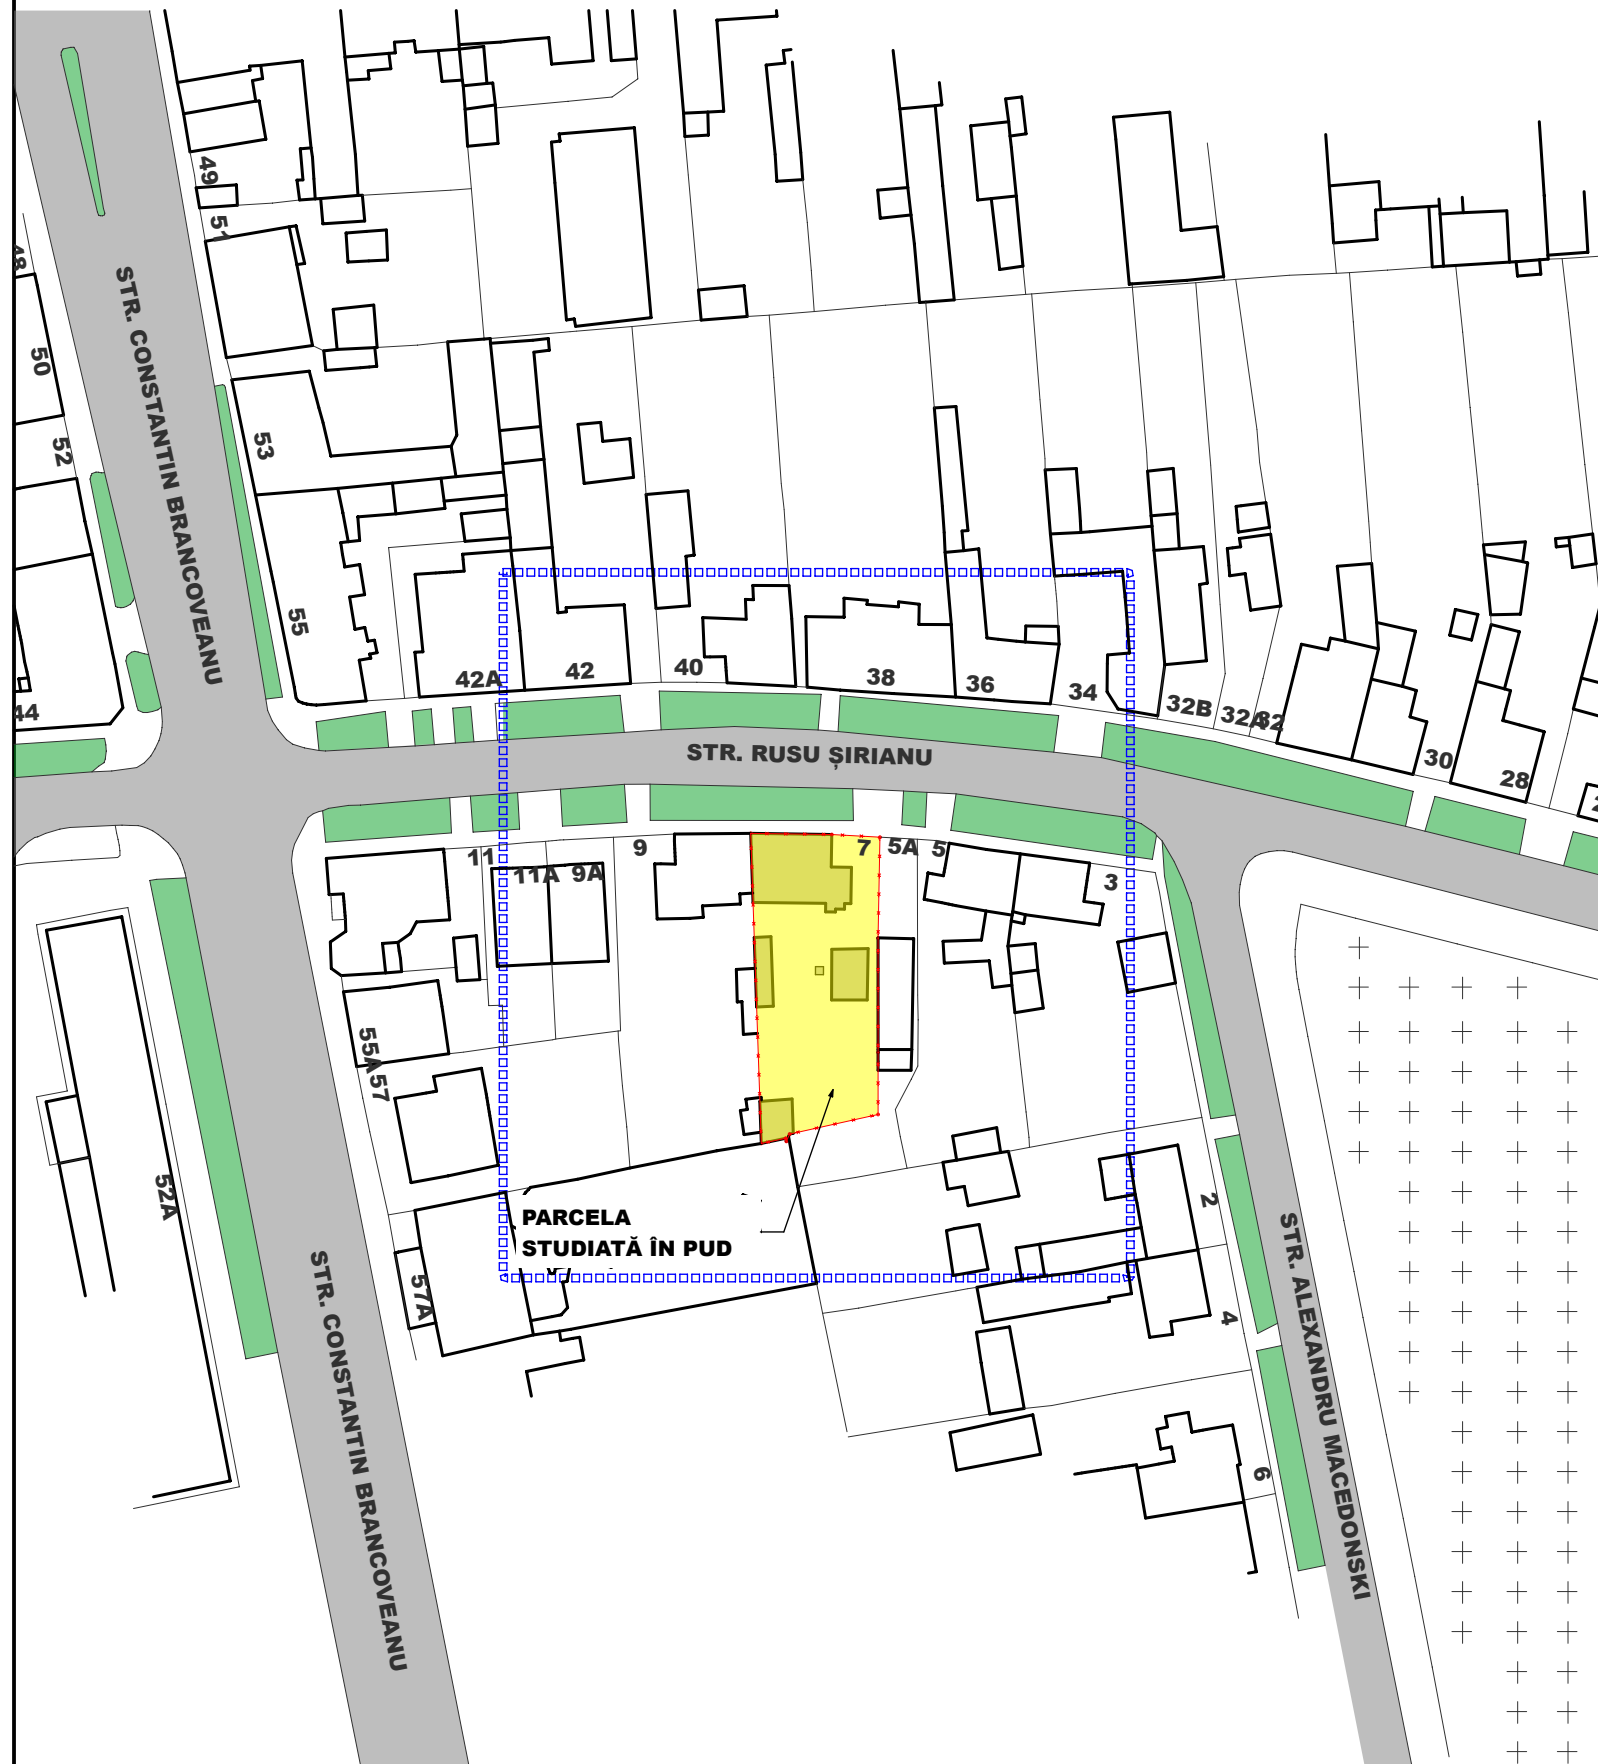 49
51
48
STR. CONSTANTIN BRANCOVEANU
50
52
53
55
44
42A
42
40
38
36
34
32B
32A
32
30
28
STR. RUSU ȘIRIANU
11
11A
9A
9
7
5A
5
3
55A
57
52A
57A
PARCELA
STUDIATĂ ÎN PUD
2
4
6
STR. CONSTANTIN BRANCOVEANU
STR. ALEXANDRU MACEDONSKI